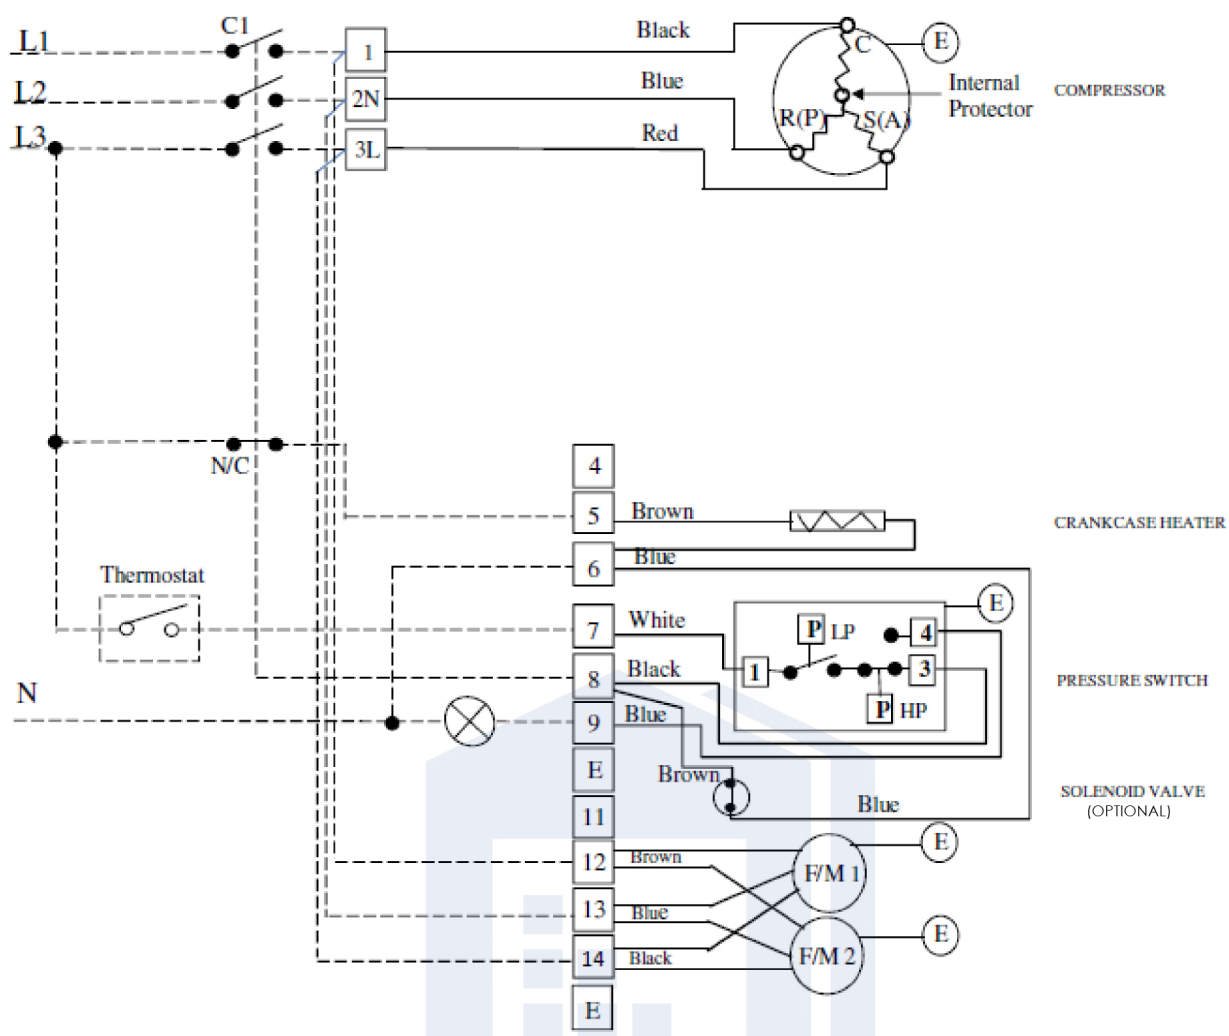 C1
L1
1
Black
C
E
L2
2N
Blue
Internal
Protector
COMPRESSOR
R(P)
S(A)
L3
3L
Red
N/C
4
5
Brown
CRANKCASE HEATER
6
Blue
Thermostat
7
White
E
P LP
4
8
Black
1
3
PRESSURE SWITCH
P HP
N
9
Blue
E
Brown
SOLENOID VALVE
(OPTIONAL)
Blue
11
12
Brown
F/M 1
E
13
Blue
F/M 2
E
14
Black
E